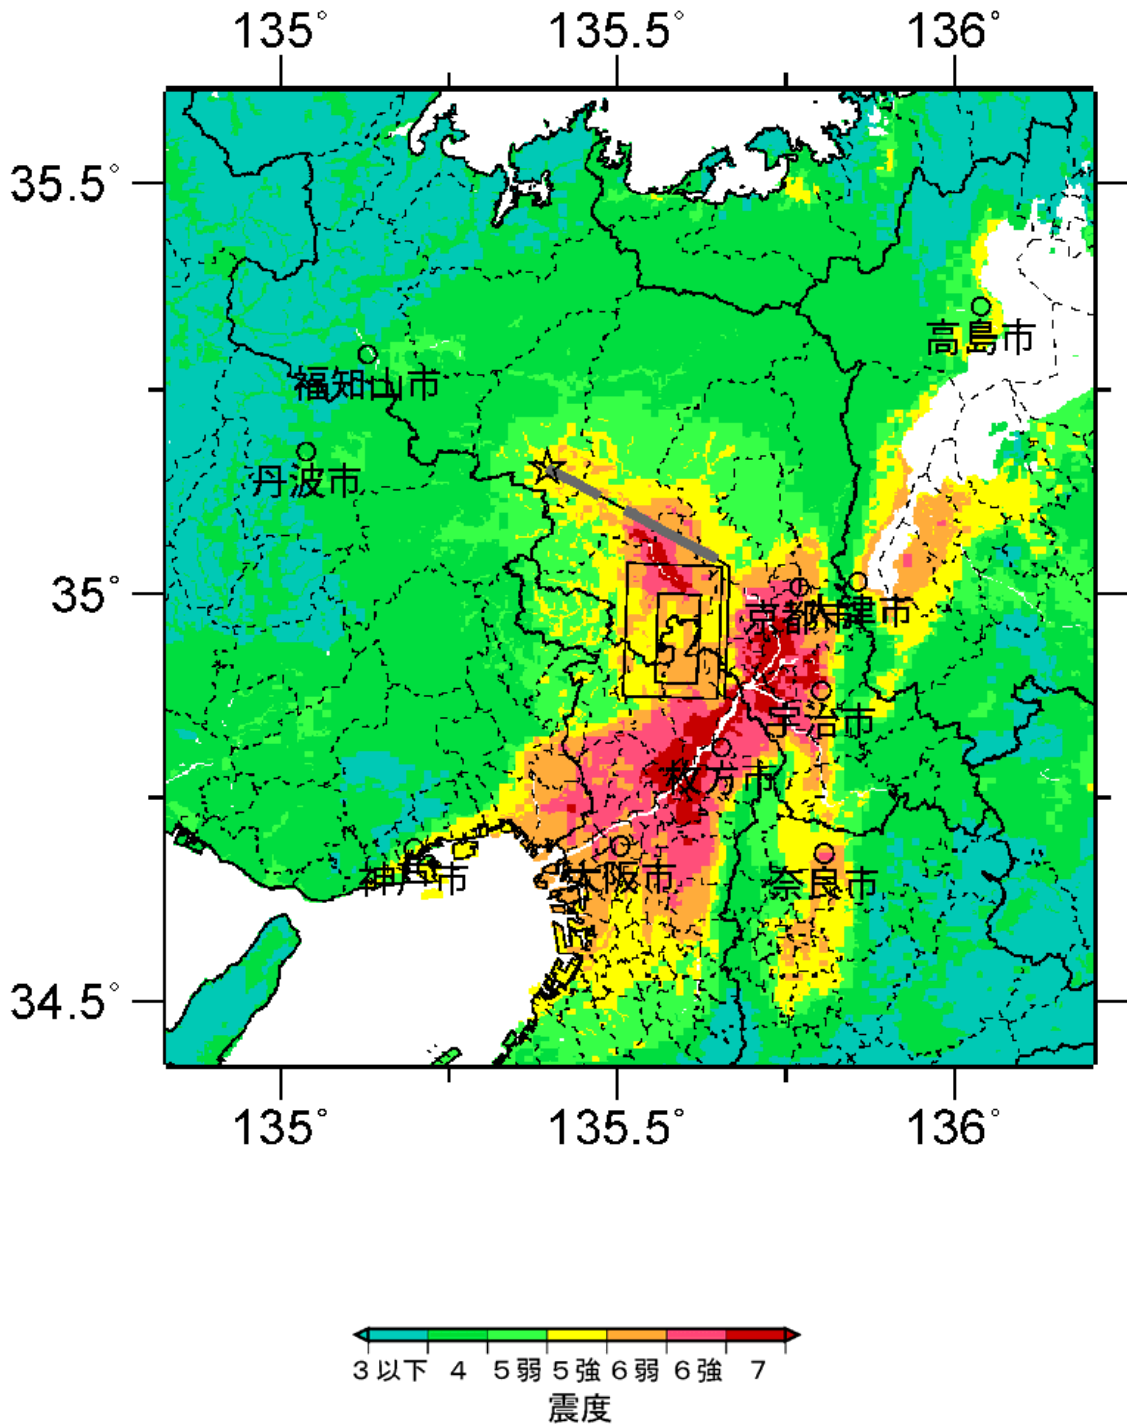 135° 135.5° 136°
35.5°
高島市
福知山市
丹波市
35°
京都市 大津市
宇治市
枚方市
神戸市 大阪市 奈良市
34.5°
135° 135.5° 136°
3以下 4 5弱 5強 6弱 6強 7
震度